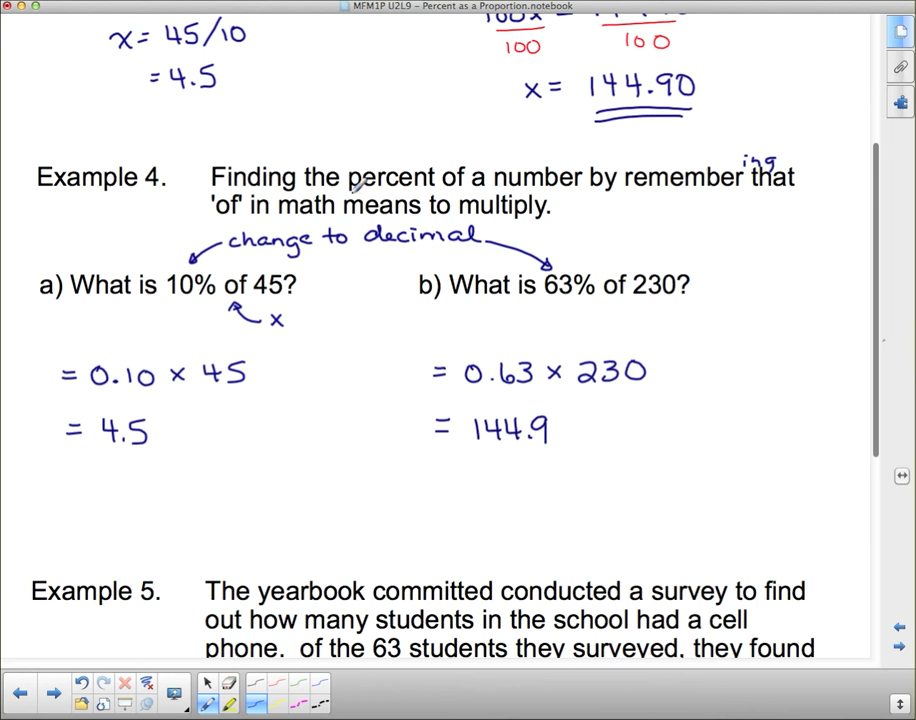 MFM1P U2L9 - Percent as a Proportion.notebook
x = 45/10
= 4.5
100 100
x = 144.90
Example 4. Finding the percent of a number by remembering that
'of' in math means to multiply.
change to decimal
a) What is 10% of 45? b) What is 63% of 230?
x
= 0.10 x 45 = 0.63 x 230
= 4.5 = 144.9
Example 5. The yearbook committed conducted a survey to find
out how many students in the school had a cell
phone. of the 63 students they surveyed, they found